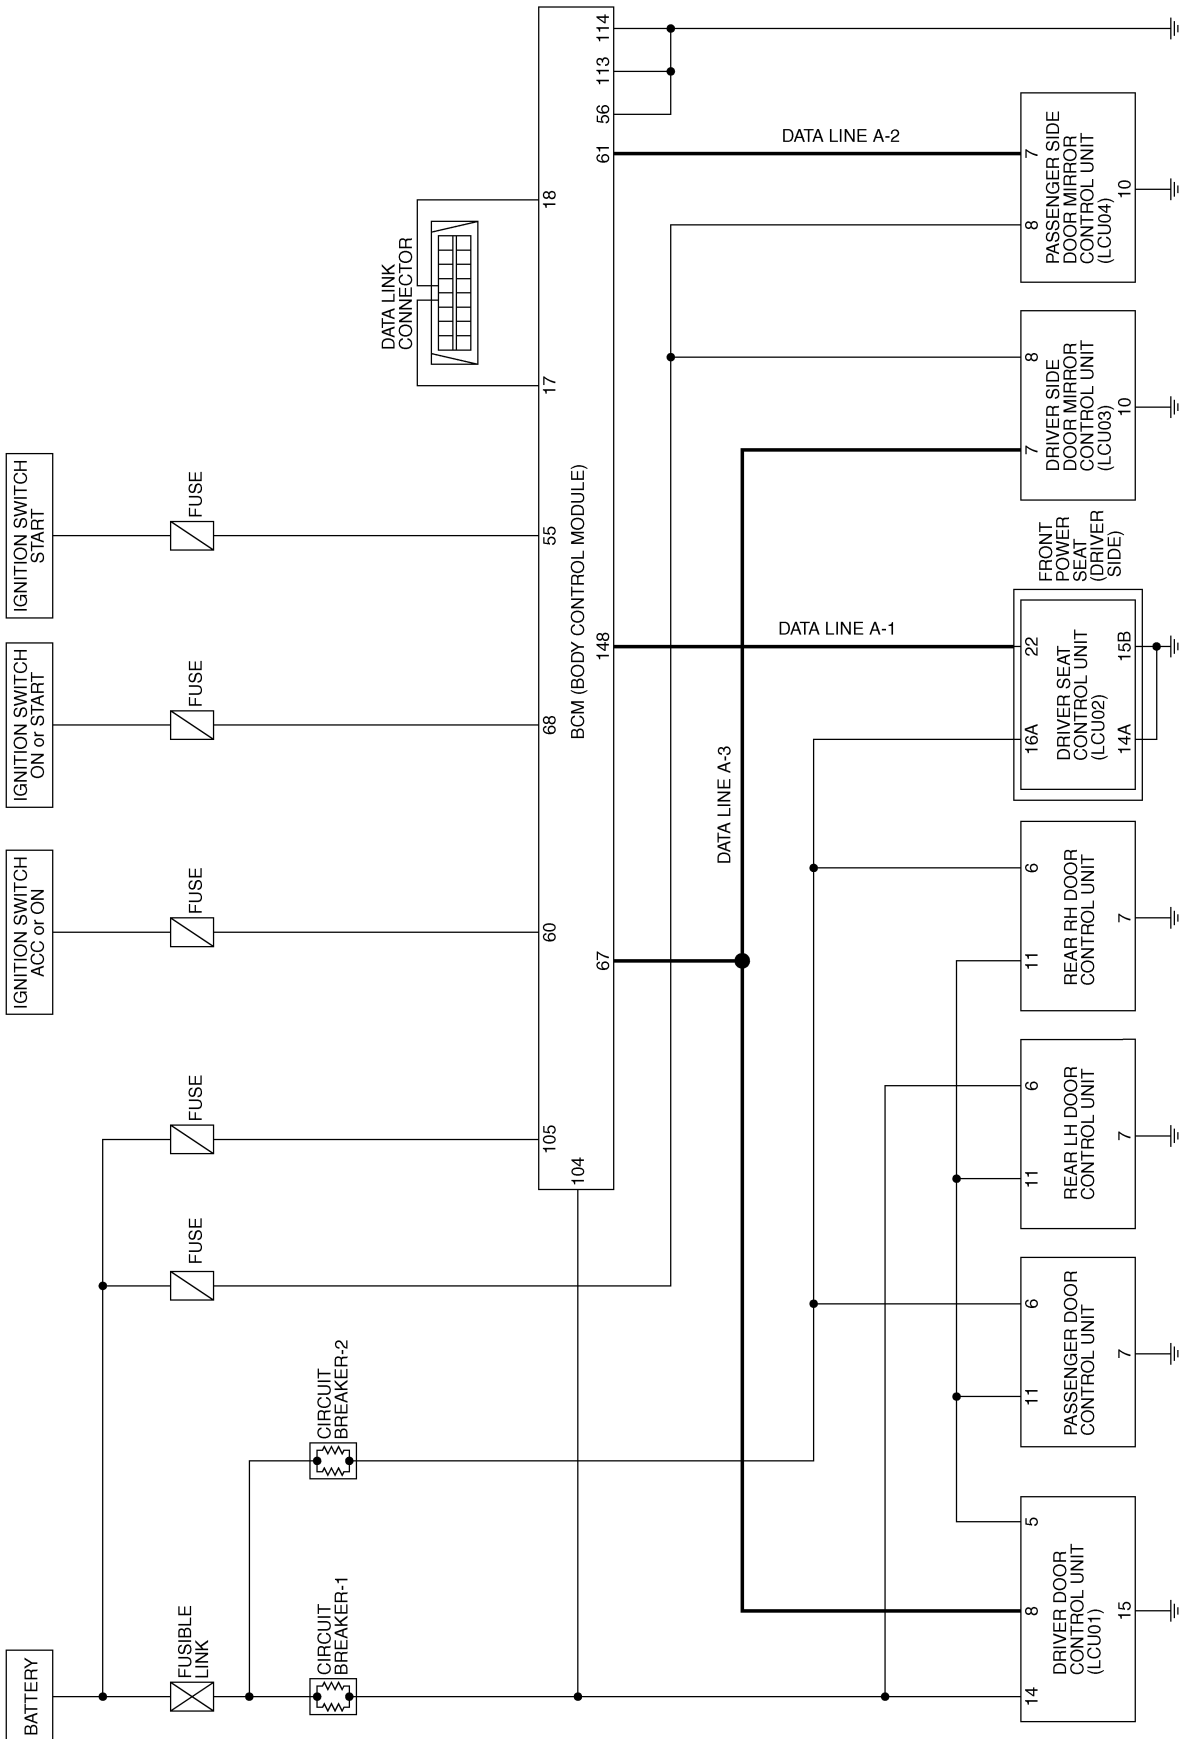 BATTERY
FUSIBLE
LINK
CIRCUIT
BREAKER-1
CIRCUIT
BREAKER-2
FUSE
FUSE
IGNITION SWITCH
ACC or ON
FUSE
IGNITION SWITCH
ON or START
FUSE
IGNITION SWITCH
START
FUSE
DATA LINK
CONNECTOR
104
105
60
68
55
17
18
BCM (BODY CONTROL MODULE)
67
148
61
56
113
114
DATA LINE A-3
DATA LINE A-1
DATA LINE A-2
14
8
5
DRIVER DOOR
CONTROL UNIT
(LCU01)
15
11
6
PASSENGER DOOR
CONTROL UNIT
7
11
6
REAR LH DOOR
CONTROL UNIT
7
11
6
REAR RH DOOR
CONTROL UNIT
7
16A
22
DRIVER SEAT
CONTROL UNIT
(LCU02)
14A
15B
FRONT
POWER
SEAT
(DRIVER
SIDE)
7
8
DRIVER SIDE
DOOR MIRROR
CONTROL UNIT
(LCU03)
10
8
7
PASSENGER SIDE
DOOR MIRROR
CONTROL UNIT
(LCU04)
10